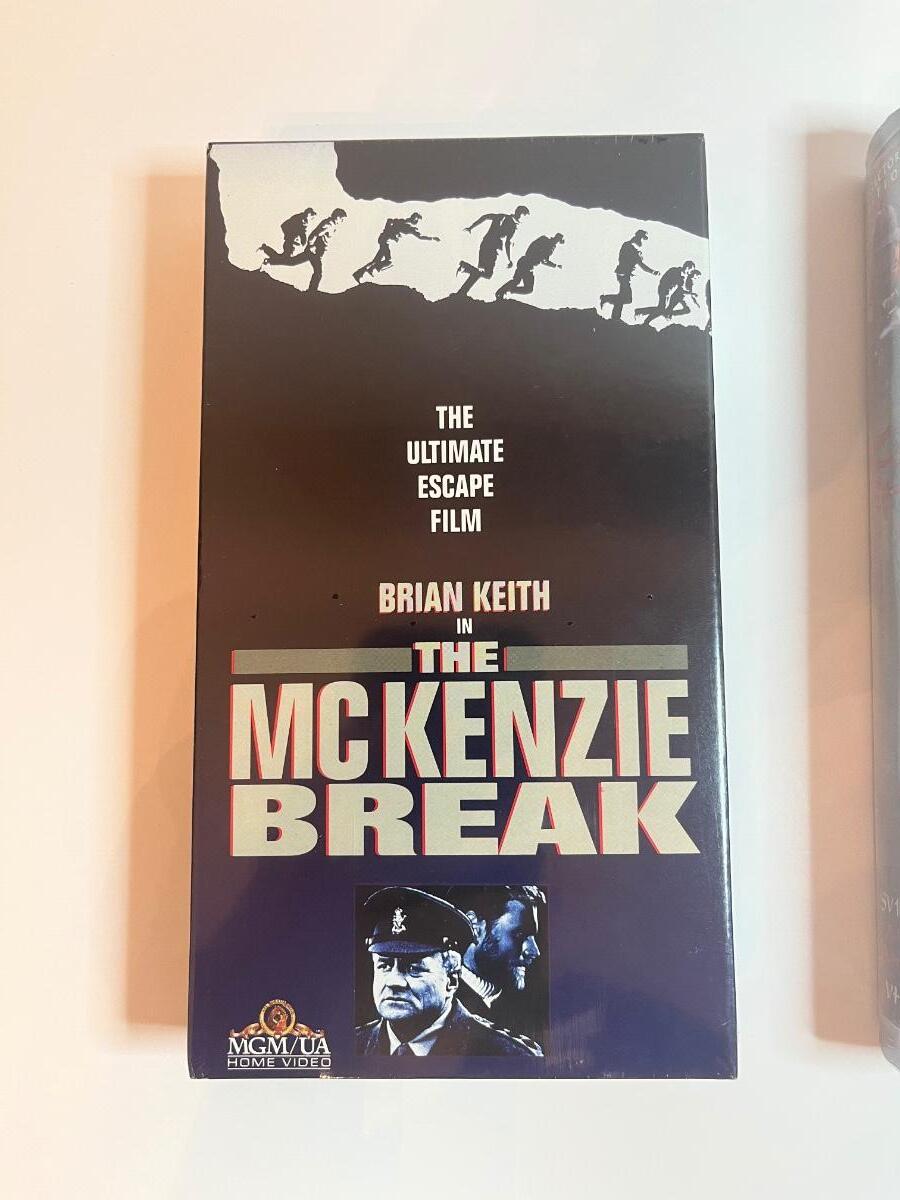 THE
ULTIMATE
ESCAPE
FILM
BRIAN KEITH
IN
THE
MCKENZIE
BREAK
MGM/UA
HOME VIDEO